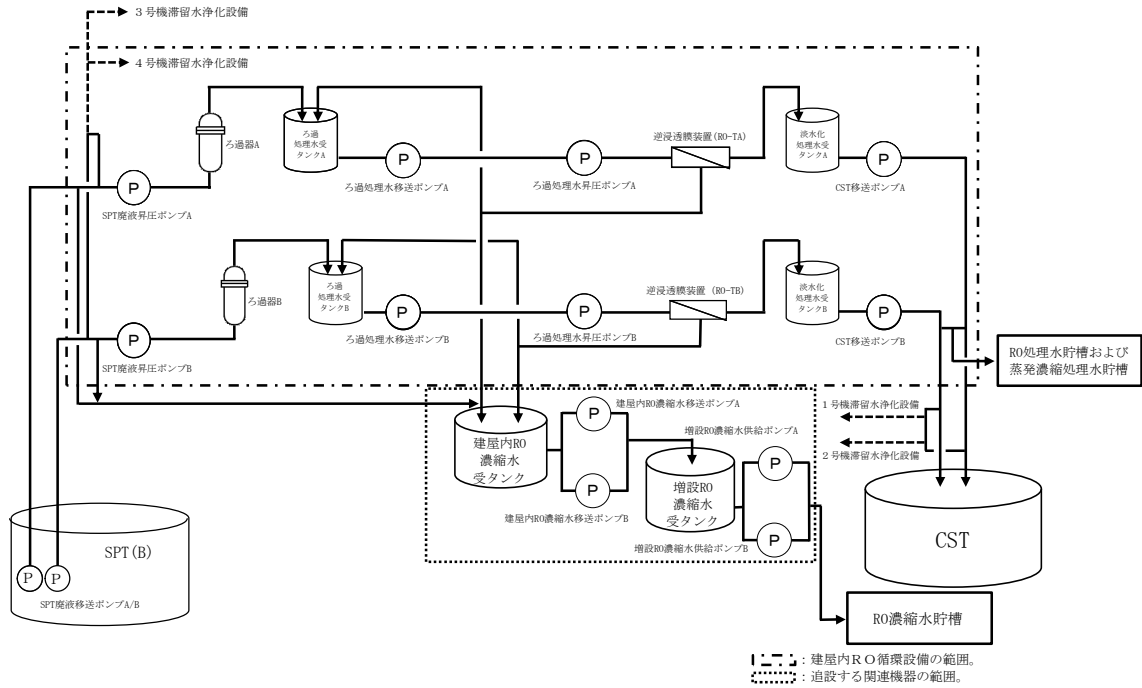 ３号機滞留水浄化設備
４号機滞留水浄化設備
ろ過器A
ろ過
処理水受
タンクA
P
SPT廃液昇圧ポンプA
P
ろ過処理水移送ポンプA
P
ろ過処理水昇圧ポンプA
逆浸透膜装置(RO-TA)
淡水化
処理水受
タンクA
P
CST移送ポンプA
ろ過器B
ろ過
処理水受
タンクB
P
SPT廃液昇圧ポンプB
P
ろ過処理水移送ポンプB
P
ろ過処理水昇圧ポンプB
逆浸透膜装置(RO-TB)
淡水化
処理水受
タンクB
P
CST移送ポンプB
RO処理水貯槽および
蒸発濃縮処理水貯槽
建屋内RO
濃縮水
受タンク
P
建屋内RO濃縮水移送ポンプA
P
建屋内RO濃縮水移送ポンプB
増設RO濃縮水供給ポンプA
増設RO
濃縮水
受タンク
P
P
増設RO濃縮水供給ポンプB
１号機滞留水浄化設備
２号機滞留水浄化設備
CST
SPT(B)
P
P
SPT廃液移送ポンプA/B
RO濃縮水貯槽
：建屋内ＲＯ循環設備の範囲。
：追設する関連機器の範囲。